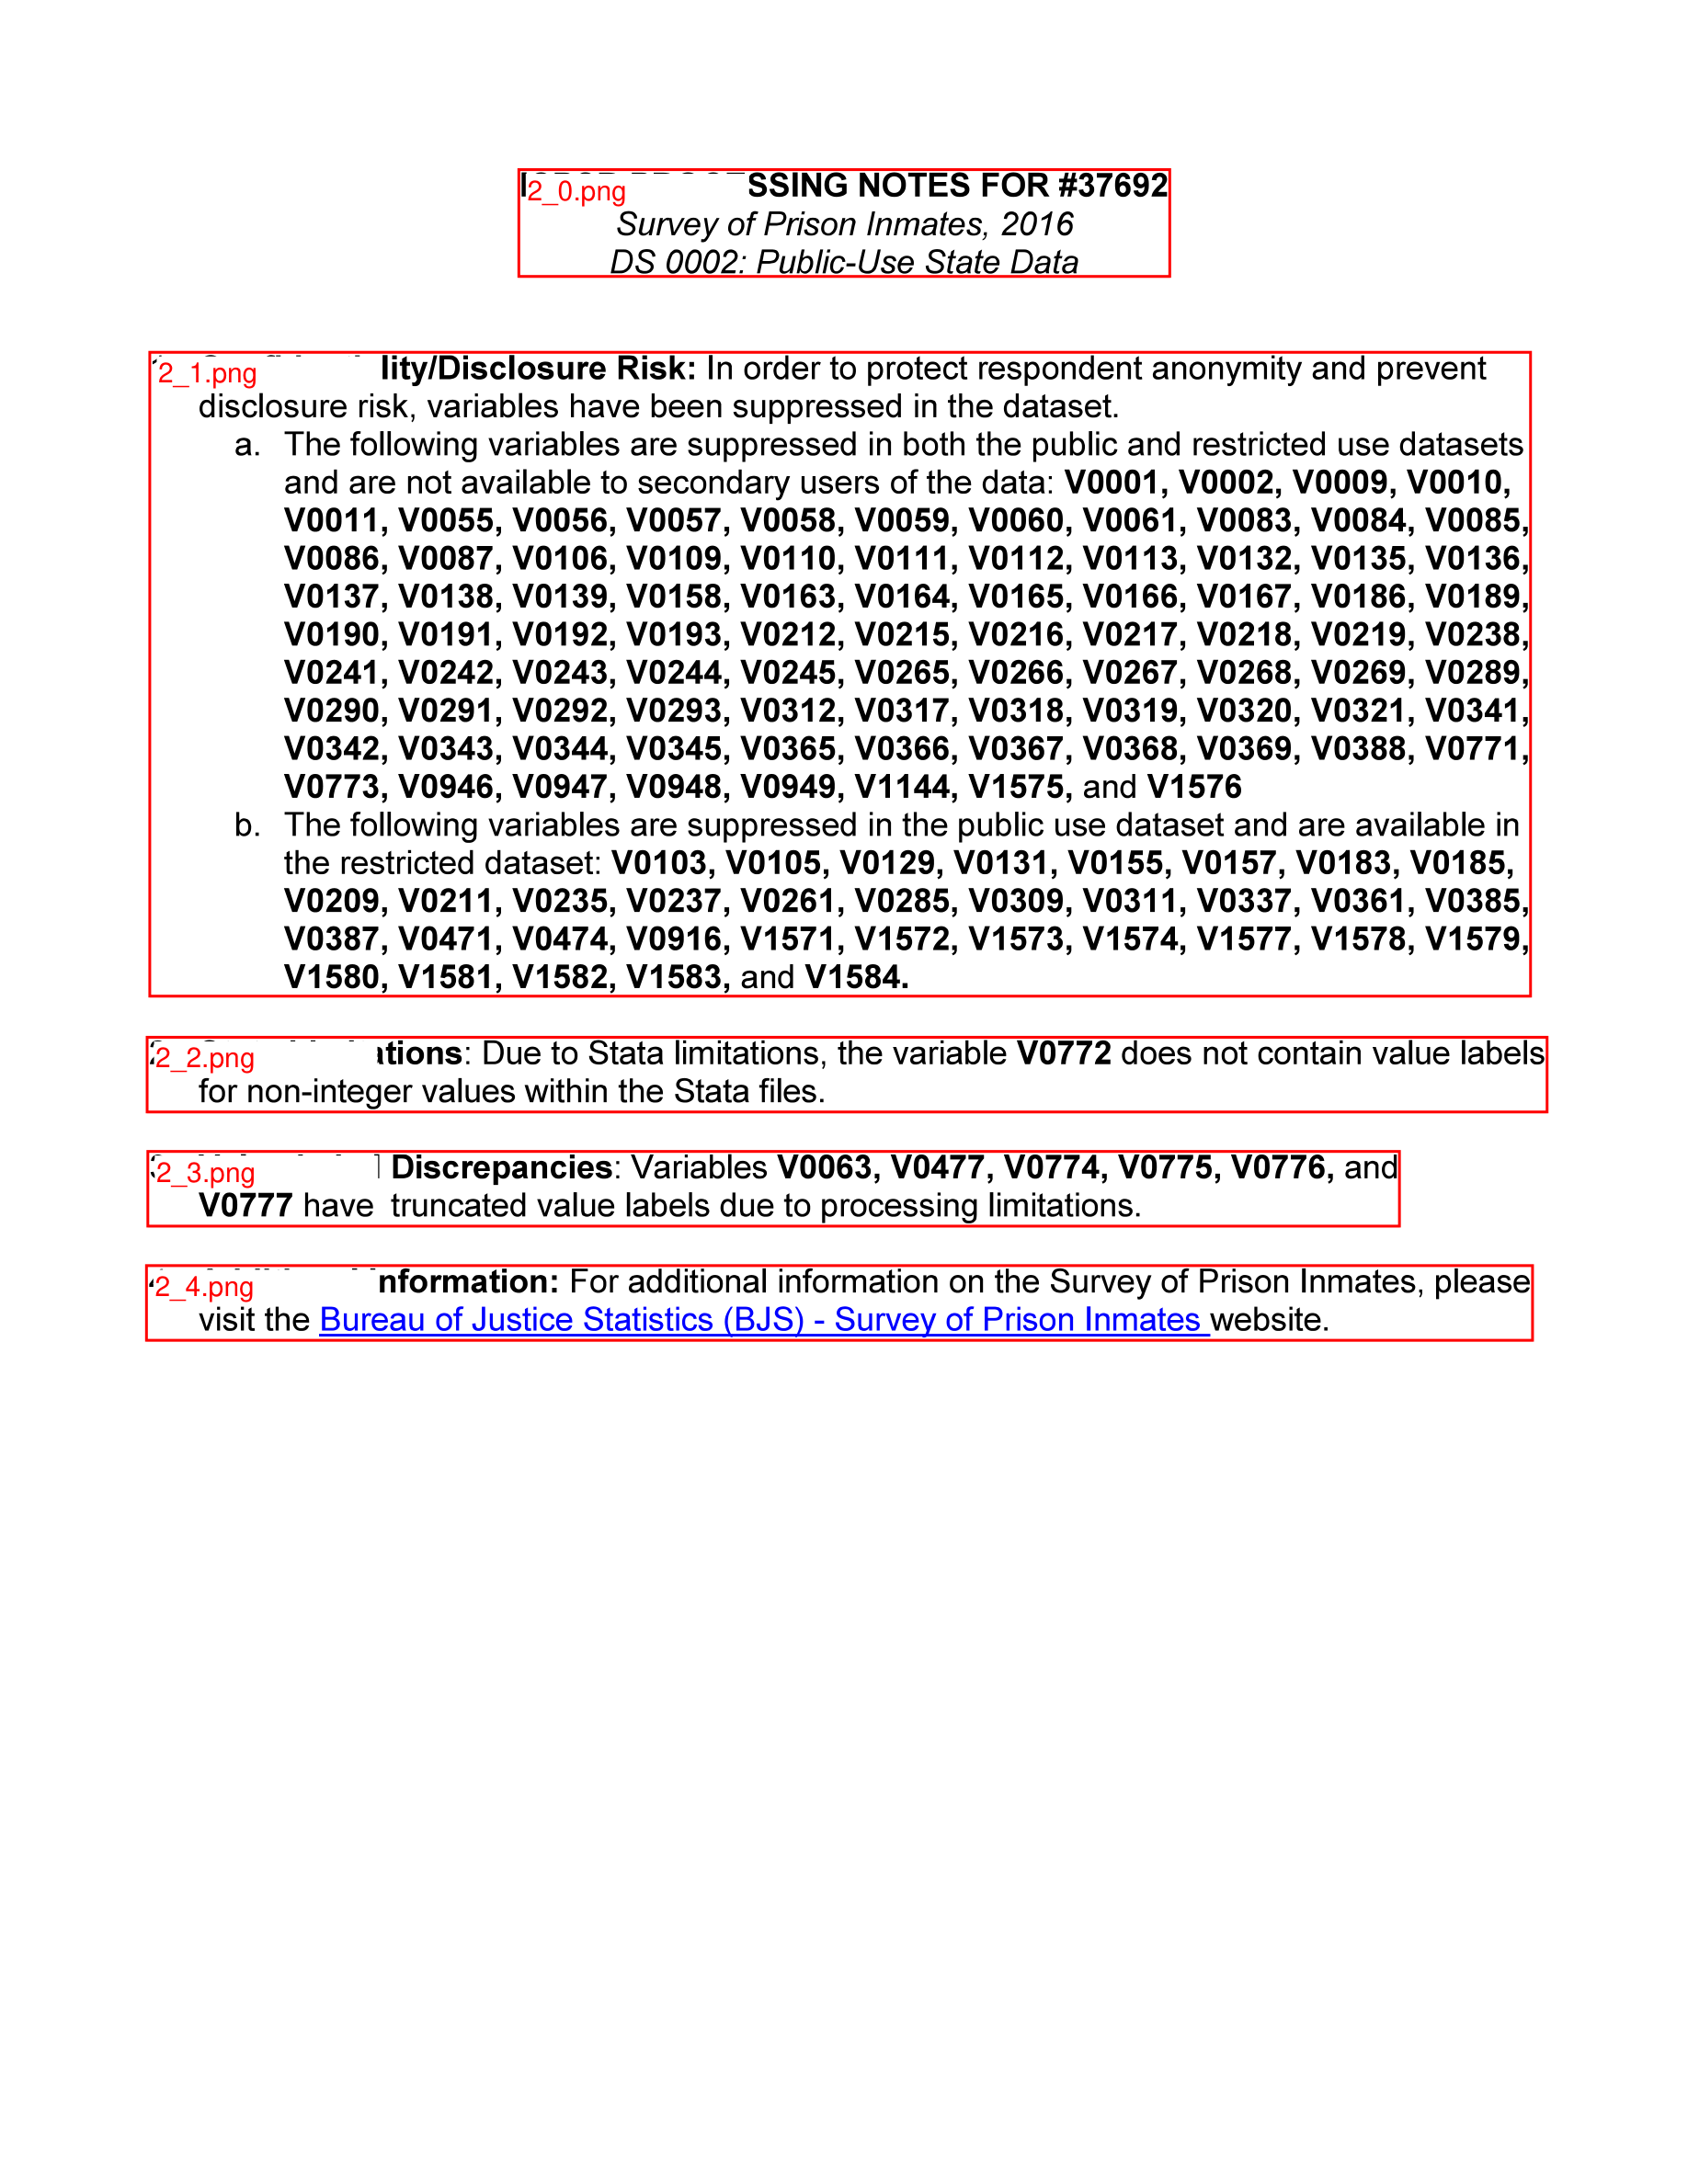 2_0.png SSING NOTES FOR #37692
Survey of Prison Inmates, 2016
DS 0002: Public-Use State Data
2_1.png lity/Disclosure Risk: In order to protect respondent anonymity and prevent
disclosure risk, variables have been suppressed in the dataset.
a. The following variables are suppressed in both the public and restricted use datasets
and are not available to secondary users of the data: V0001, V0002, V0009, V0010,
V0011, V0055, V0056, V0057, V0058, V0059, V0060, V0061, V0083, V0084, V0085,
V0086, V0087, V0106, V0109, V0110, V0111, V0112, V0113, V0132, V0135, V0136,
V0137, V0138, V0139, V0158, V0163, V0164, V0165, V0166, V0167, V0186, V0189,
V0190, V0191, V0192, V0193, V0212, V0215, V0216, V0217, V0218, V0219, V0238,
V0241, V0242, V0243, V0244, V0245, V0265, V0266, V0267, V0268, V0269, V0289,
V0290, V0291, V0292, V0293, V0312, V0317, V0318, V0319, V0320, V0321, V0341,
V0342, V0343, V0344, V0345, V0365, V0366, V0367, V0368, V0369, V0388, V0771,
V0773, V0946, V0947, V0948, V0949, V1144, V1575, and V1576
b. The following variables are suppressed in the public use dataset and are available in
the restricted dataset: V0103, V0105, V0129, V0131, V0155, V0157, V0183, V0185,
V0209, V0211, V0235, V0237, V0261, V0285, V0309, V0311, V0337, V0361, V0385,
V0387, V0471, V0474, V0916, V1571, V1572, V1573, V1574, V1577, V1578, V1579,
V1580, V1581, V1582, V1583, and V1584.
2_2.png ations: Due to Stata limitations, the variable V0772 does not contain value labels
for non-integer values within the Stata files.
2_3.png Discrepancies: Variables V0063, V0477, V0774, V0775, V0776, and
V0777 have truncated value labels due to processing limitations.
2_4.png nformation: For additional information on the Survey of Prison Inmates, please
visit the Bureau of Justice Statistics (BJS) - Survey of Prison Inmates website.